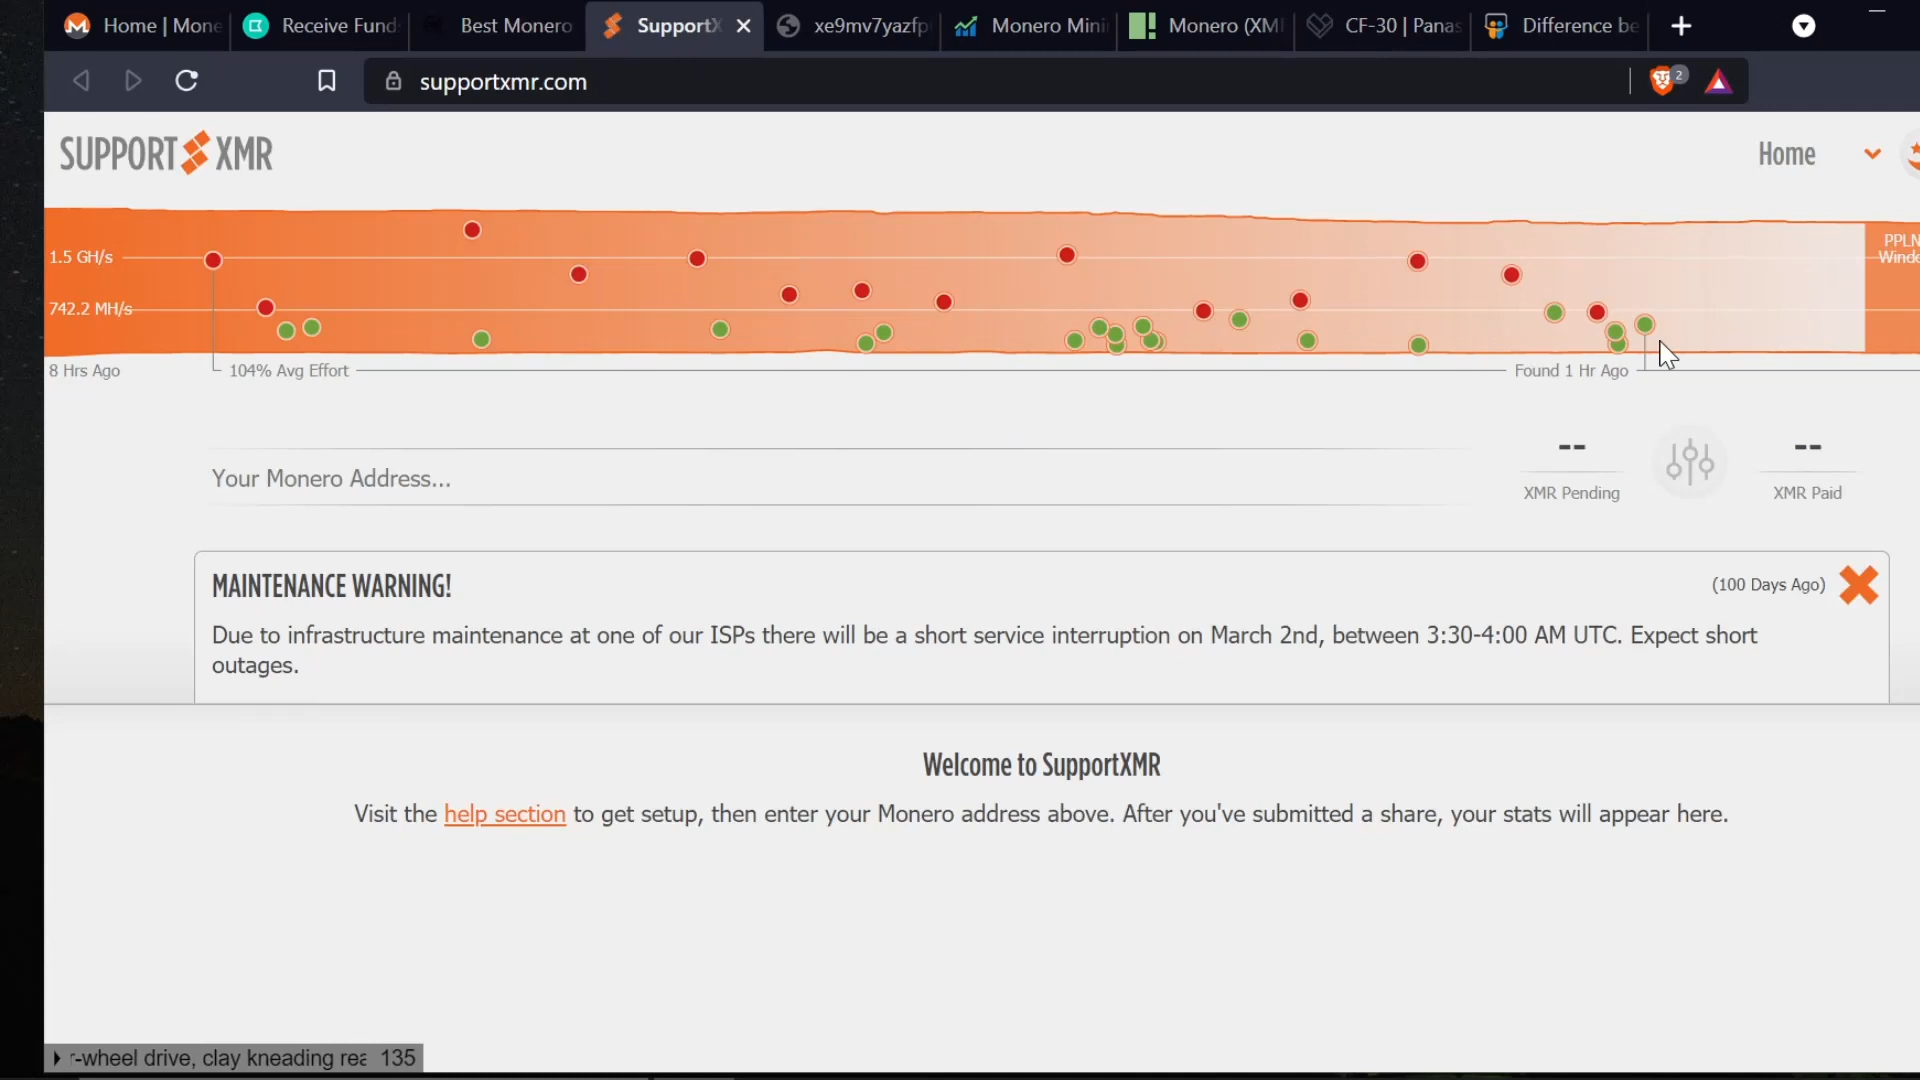 Home | Mone
Receive Fund
Best Monero
SupportX
xe9mv7yazfp
Monero Mini
Monero (XMI
CF-30 | Panas
Difference be
supportxmr.com
2
SUPPORT XMR
Home
1.5 GH/s
742.2 MH/s
PPLN
Windo
8 Hrs Ago
104% Avg Effort
Found 1 Hr Ago
Your Monero Address...
--
XMR Pending
--
XMR Paid
MAINTENANCE WARNING!
(100 Days Ago)
Due to infrastructure maintenance at one of our ISPs there will be a short service interruption on March 2nd, between 3:30-4:00 AM UTC. Expect short
outages.
Welcome to SupportXMR
Visit the help section to get setup, then enter your Monero address above. After you've submitted a share, your stats will appear here.
r-wheel drive, clay kneading rea 135